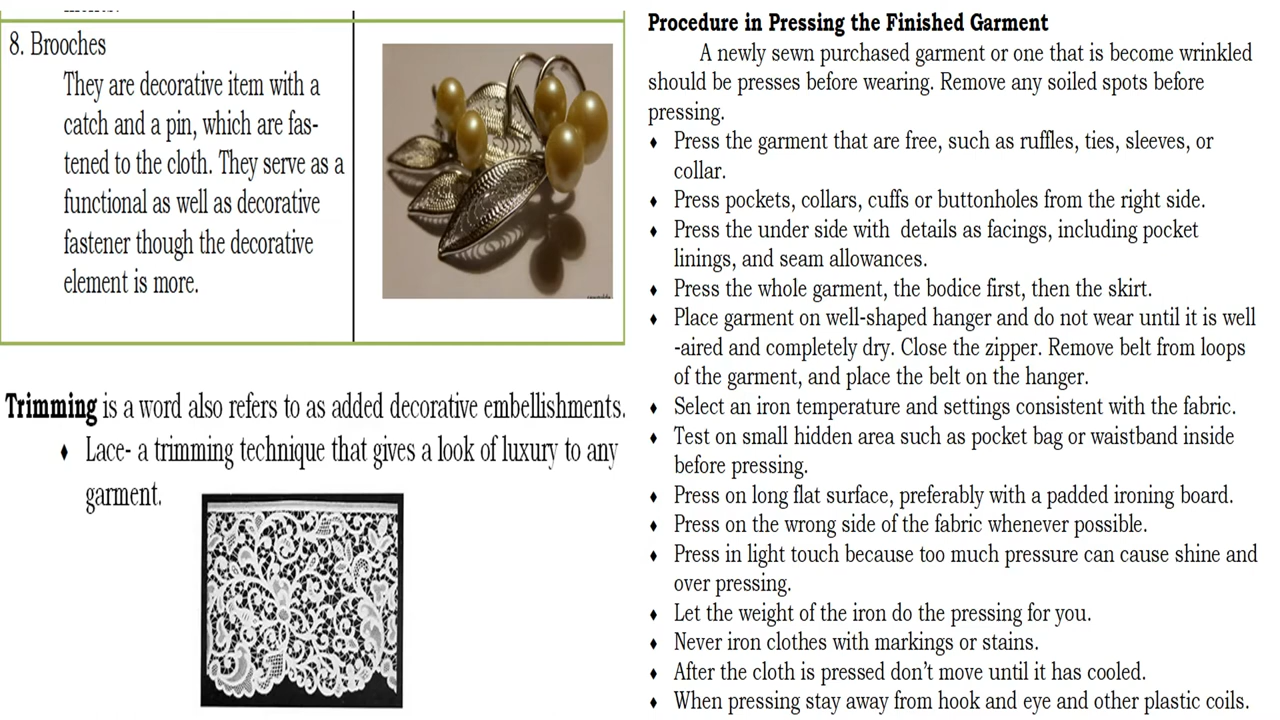 8. Brooches
They are decorative item with a
catch and a pin, which are fas-
tened to the cloth. They serve as a
functional as well as decorative
fastener though the decorative
element is more.
Trimming is a word also refers to as added decorative embellishments.
♦ Lace- a trimming technique that gives a look of luxury to any
garment.
Procedure in Pressing the Finished Garment
A newly sewn purchased garment or one that is become wrinkled
should be presses before wearing. Remove any soiled spots before
pressing.
♦ Press the garment that are free, such as ruffles, ties, sleeves, or
collar.
♦ Press pockets, collars, cuffs or buttonholes from the right side.
♦ Press the under side with details as facings, including pocket
linings, and seam allowances.
♦ Press the whole garment, the bodice first, then the skirt.
♦ Place garment on well-shaped hanger and do not wear until it is well
-aired and completely dry. Close the zipper. Remove belt from loops
of the garment, and place the belt on the hanger.
♦ Select an iron temperature and settings consistent with the fabric.
♦ Test on small hidden area such as pocket bag or waistband inside
before pressing.
♦ Press on long flat surface, preferably with a padded ironing board.
♦ Press on the wrong side of the fabric whenever possible.
♦ Press in light touch because too much pressure can cause shine and
over pressing.
♦ Let the weight of the iron do the pressing for you.
♦ Never iron clothes with markings or stains.
♦ After the cloth is pressed don't move until it has cooled.
♦ When pressing stay away from hook and eye and other plastic coils.